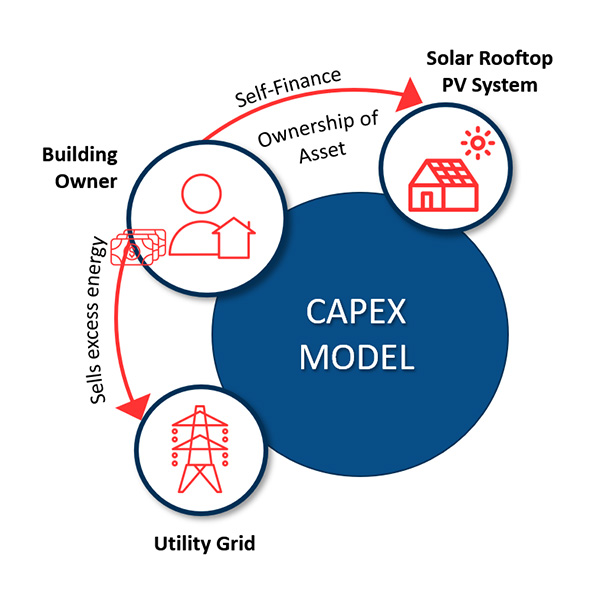 Solar Rooftop
PV System
Self-Finance
Ownership of
Asset
Building
Owner
$
Sells excess energy
CAPEX
MODEL
Utility Grid